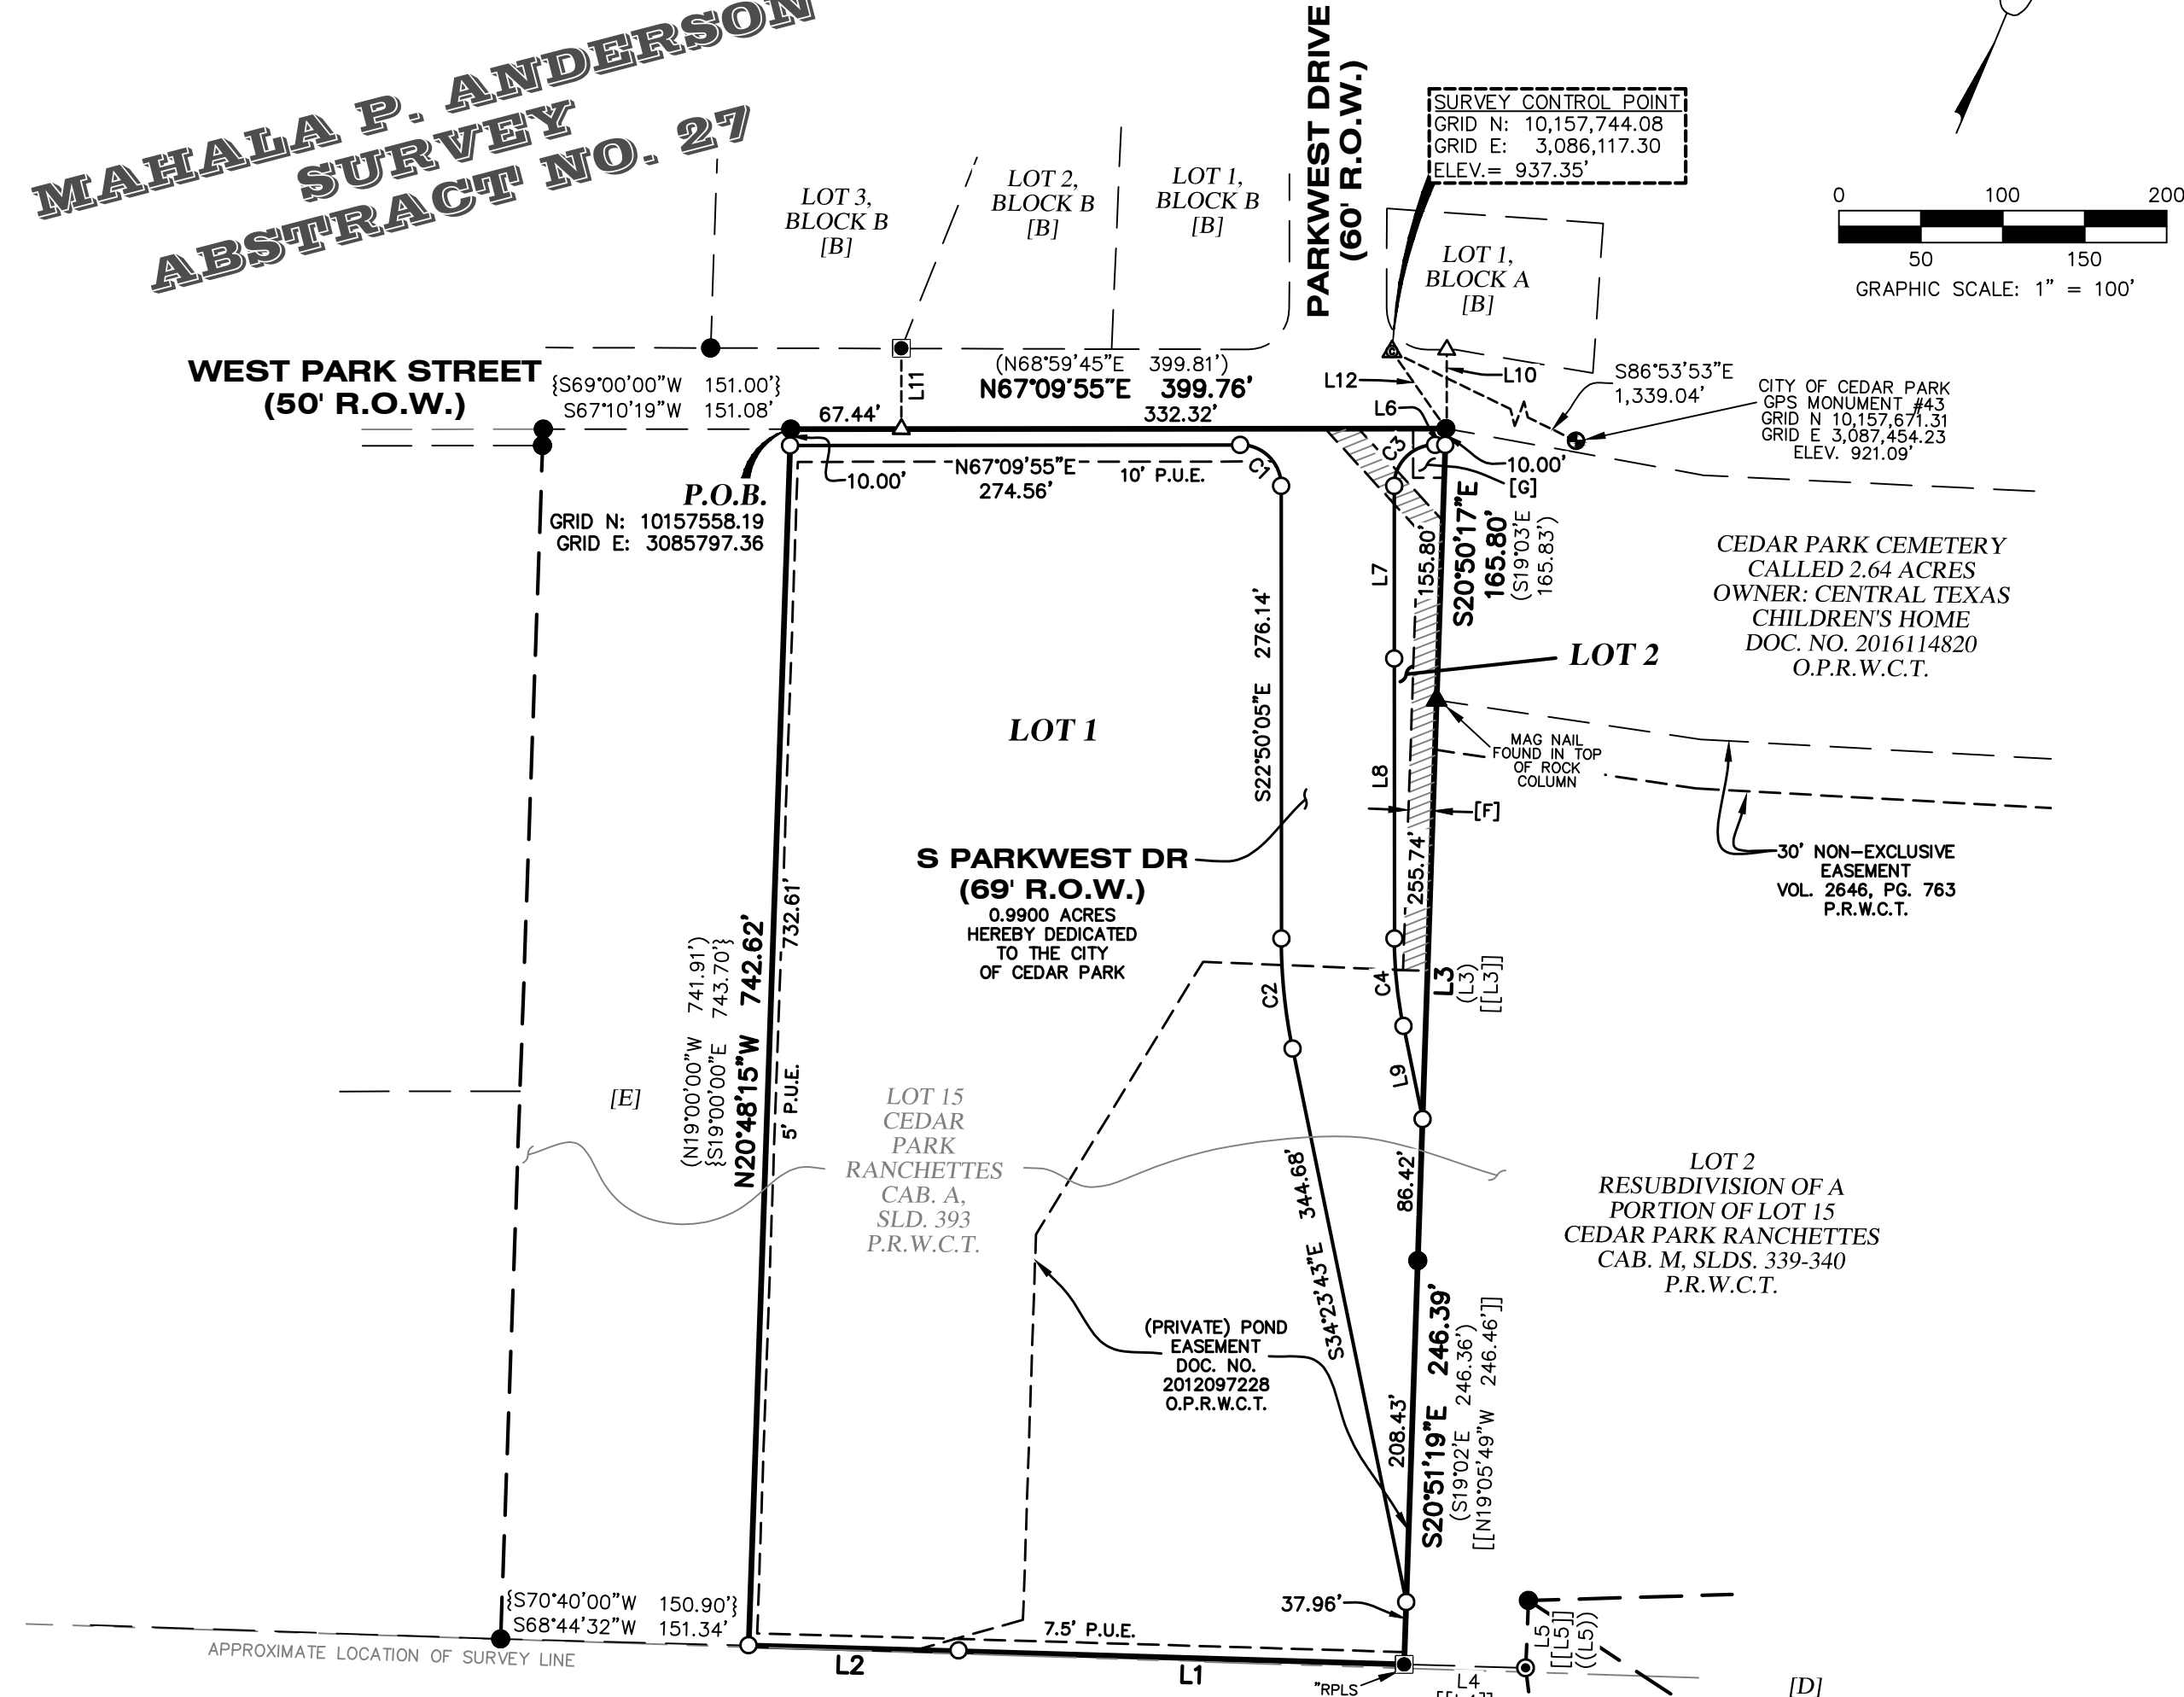 MAHALA P. ANDERSON
SURVEY
ABSTRACT NO. 27
PARKWEST DRIVE
(60' R.O.W.)
SURVEY CONTROL POINT
GRID N: 10,157,744.08
GRID E: 3,086,117.30
ELEV.= 937.35'
0 100 200
50 150
GRAPHIC SCALE: 1" = 100'
LOT 3,
BLOCK B
[B]
LOT 2,
BLOCK B
[B]
LOT 1,
BLOCK B
[B]
LOT 1,
BLOCK A
[B]
WEST PARK STREET
(50' R.O.W.)
{S69°00'00"W 151.00'}
S67°10'19"W 151.08'
L11
(N68°59'45"E 399.81')
N67°09'55"E 399.76'
67.44'
332.32'
L12
L10
L6
S86°53'53"E
1,339.04'
CITY OF CEDAR PARK
GPS MONUMENT #43
GRID N 10,157,671.31
GRID E 3,087,454.23
ELEV. 921.09'
P.O.B.
GRID N: 10157558.19
GRID E: 3085797.36
10.00'
N67°09'55"E
274.56'
10' P.U.E.
C1
C3
10.00'
[G]
S20°50'17"E
165.80'
(S19°03'E
165.83')
155.80'
L7
276.14'
S22°50'05"E
CEDAR PARK CEMETERY
CALLED 2.64 ACRES
OWNER: CENTRAL TEXAS
CHILDREN'S HOME
DOC. NO. 2016114820
O.P.R.W.C.T.
LOT 2
LOT 1
MAG NAIL
FOUND IN TOP
OF ROCK
COLUMN
L8
[F]
255.74'
30' NON-EXCLUSIVE
EASEMENT
VOL. 2646, PG. 763
P.R.W.C.T.
S PARKWEST DR
(69' R.O.W.)
0.9900 ACRES
HEREBY DEDICATED
TO THE CITY
OF CEDAR PARK
732.61'
(N19°00'00"W 741.91')
{S19°00'00"E 743.70'}
N20°48'15"W 742.62'
5' P.U.E.
C2
C4
L3
(L3)
[[L3]]
L9
[E]
LOT 15
CEDAR
PARK
RANCHETTES
CAB. A,
SLD. 393
P.R.W.C.T.
86.42'
S34°23'43"E 344.68'
LOT 2
RESUBDIVISION OF A
PORTION OF LOT 15
CEDAR PARK RANCHETTES
CAB. M, SLDS. 339-340
P.R.W.C.T.
(PRIVATE) POND
EASEMENT
DOC. NO.
2012097228
O.P.R.W.C.T.
208.43'
S20°51'19"E 246.39'
(S19°02'E 246.36')
[[N19°05'49"W 246.46']]
37.96'
{S70°40'00"W 150.90'}
S68°44'32"W 151.34'
APPROXIMATE LOCATION OF SURVEY LINE
7.5' P.U.E.
L2
L1
"RPLS
L4
L5
[[L5]]
((L5))
[D]